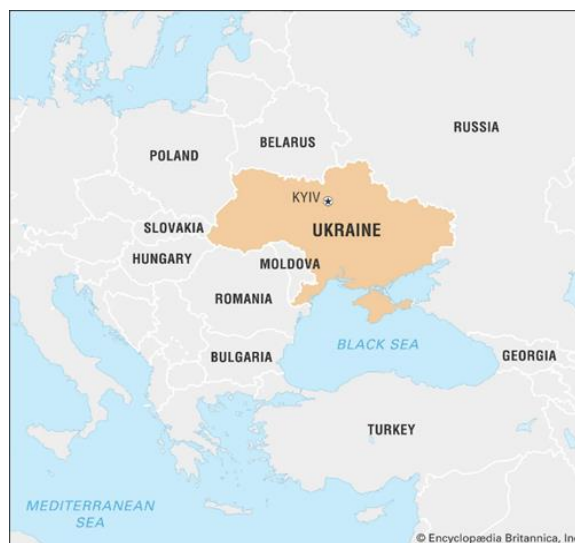 RUSSIA
BELARUS
POLAND
KYIV
UKRAINE
SLOVAKIA
HUNGARY
MOLDOVA
ROMANIA
BLACK SEA
BULGARIA
GEORGIA
TURKEY
MEDITERRANEAN
SEA
© Encyclopædia Britannica, Inc